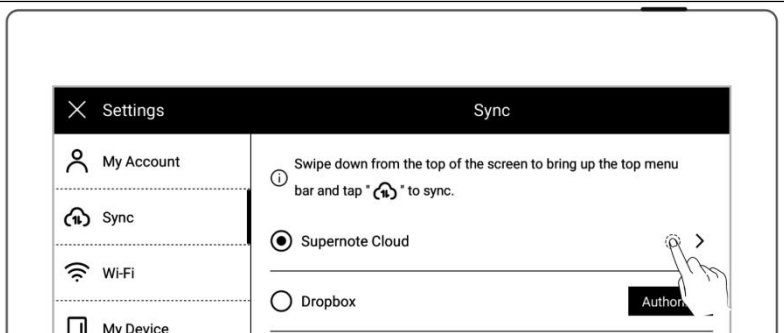 Settings
Sync
My Account
Swipe down from the top of the screen to bring up the top menu
bar and tap " " to sync.
Sync
Supernote Cloud
Wi-Fi
Dropbox
My Device